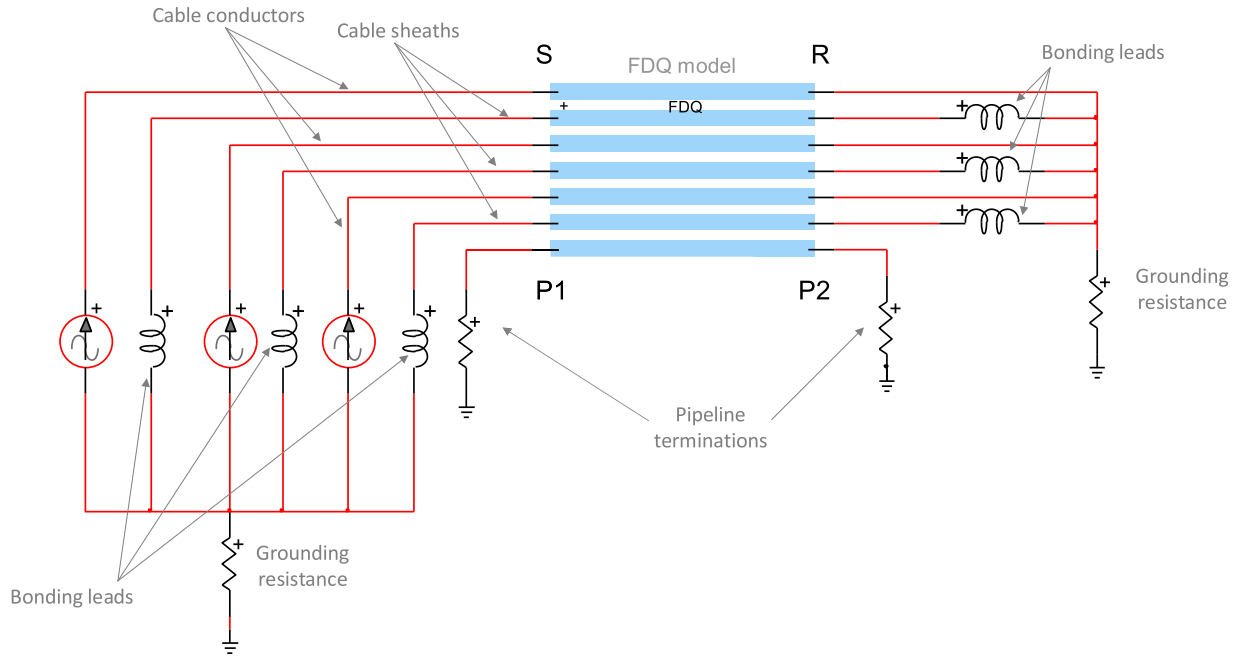 Cable conductors
Cable sheaths
S
R
FDQ model
Bonding leads
+
FDQ
+
+
+
P1
P2
Grounding
resistance
+
+
+
+
+
+
+
+
+
Pipeline
terminations
+
Grounding
resistance
Bonding leads